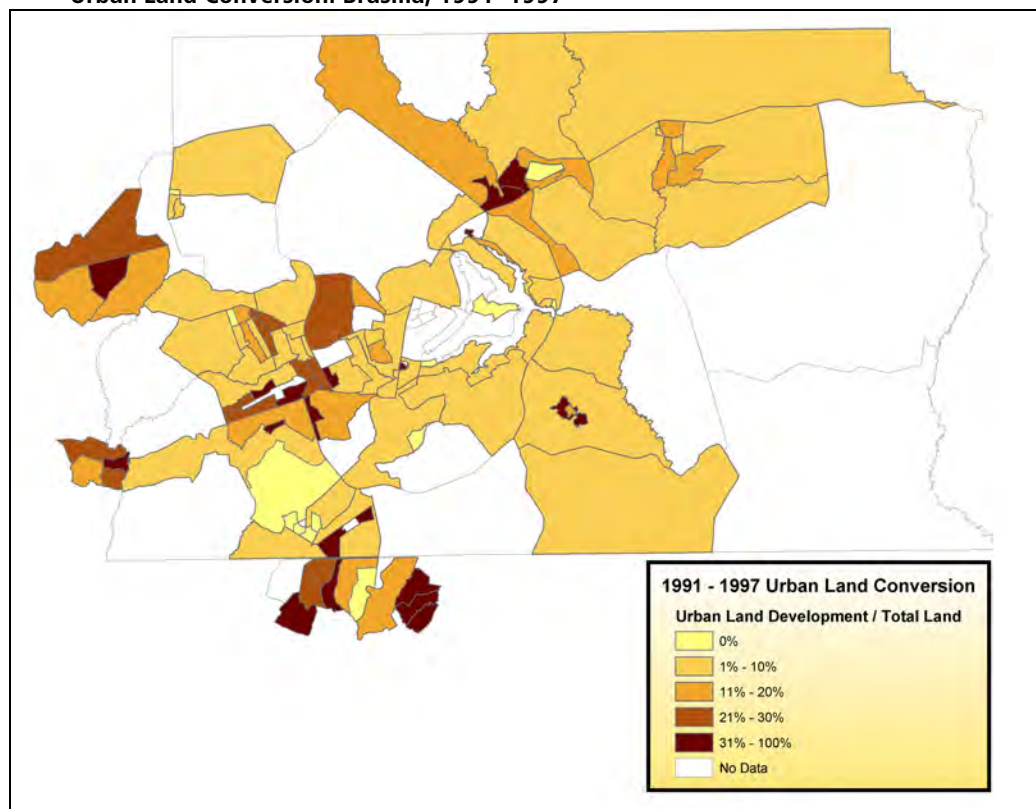 Urban Land Conversion: Brasília, 1991–1997
1991 - 1997 Urban Land Conversion
Urban Land Development / Total Land
0%
1% - 10%
11% - 20%
21% - 30%
31% - 100%
No Data